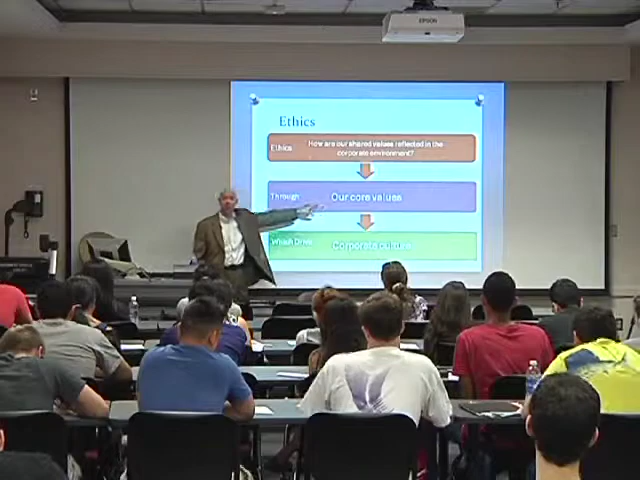 EPSON
Ethics
Ethics
How are our shared values reflected in the
corporate environment?
Through
Our core values
Which Drive
Corporate culture